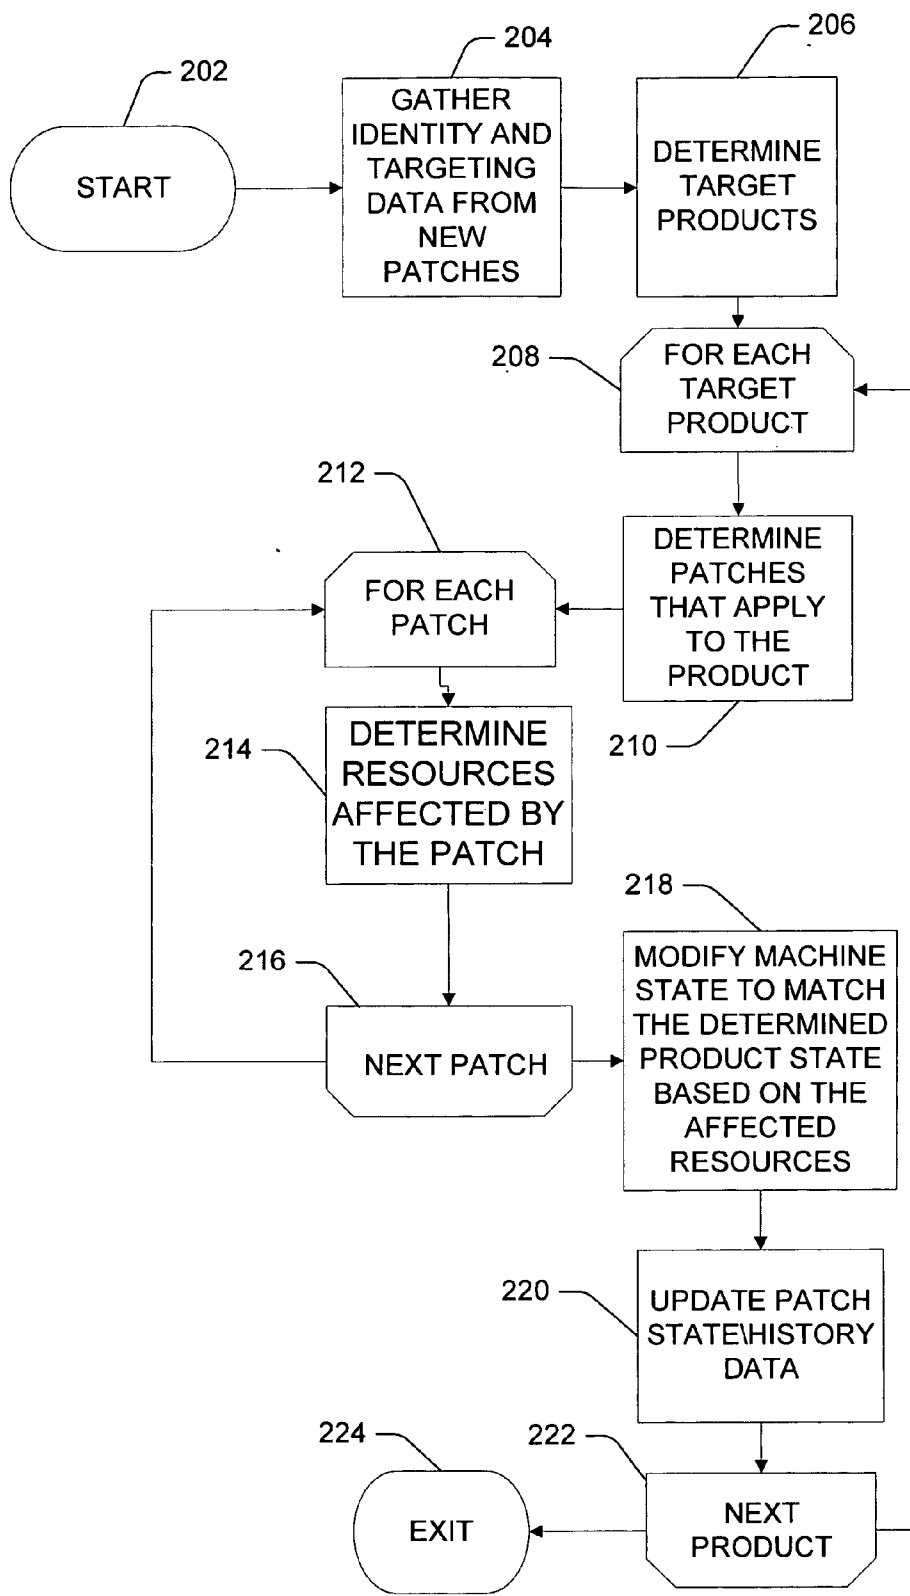 202
START
204
GATHER
IDENTITY AND
TARGETING
DATA FROM
NEW
PATCHES
206
DETERMINE
TARGET
PRODUCTS
208
FOR EACH
TARGET
PRODUCT
210
DETERMINE
PATCHES
THAT APPLY
TO THE
PRODUCT
212
FOR EACH
PATCH
214
DETERMINE
RESOURCES
AFFECTED BY
THE PATCH
216
NEXT PATCH
218
MODIFY MACHINE
STATE TO MATCH
THE DETERMINED
PRODUCT STATE
BASED ON THE
AFFECTED
RESOURCES
220
UPDATE PATCH
STATE\HISTORY
DATA
222
NEXT
PRODUCT
224
EXIT